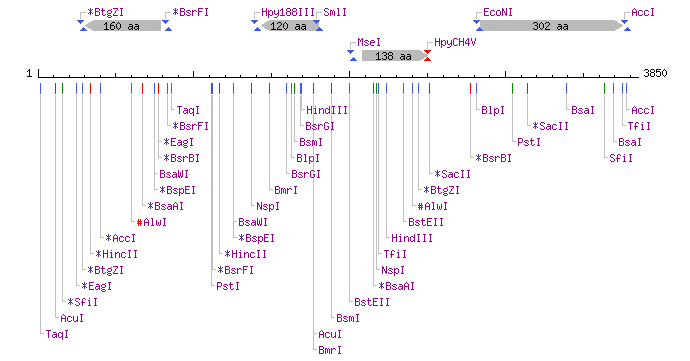 *BtgZI *BsrFI Hpy188III SmlI EcoNI AccI
160 aa 120 aa 302 aa
MseI HpyCH4V
138 aa
1 3850
TaqI HindIII BlpI BsaI AccI
*BsrFI BsrGI *SacII TfiI
*EagI BsmI PstI BsaI
*BsrBI BlpI *BsrBI SfiI
BsaWI BsrGI *SacII
*BspEI BmrI *BtgZI
*BsaAI NspI #AlwI
#AlwI BsaWI BstEII
*AccI *BspEI HindIII
*HincII *HincII TfiI
*BtgZI *BsrFI NspI
*EagI PstI *BsaAI
*SfiI BstEII
AcuI BsmI
TaqI AcuI
BmrI